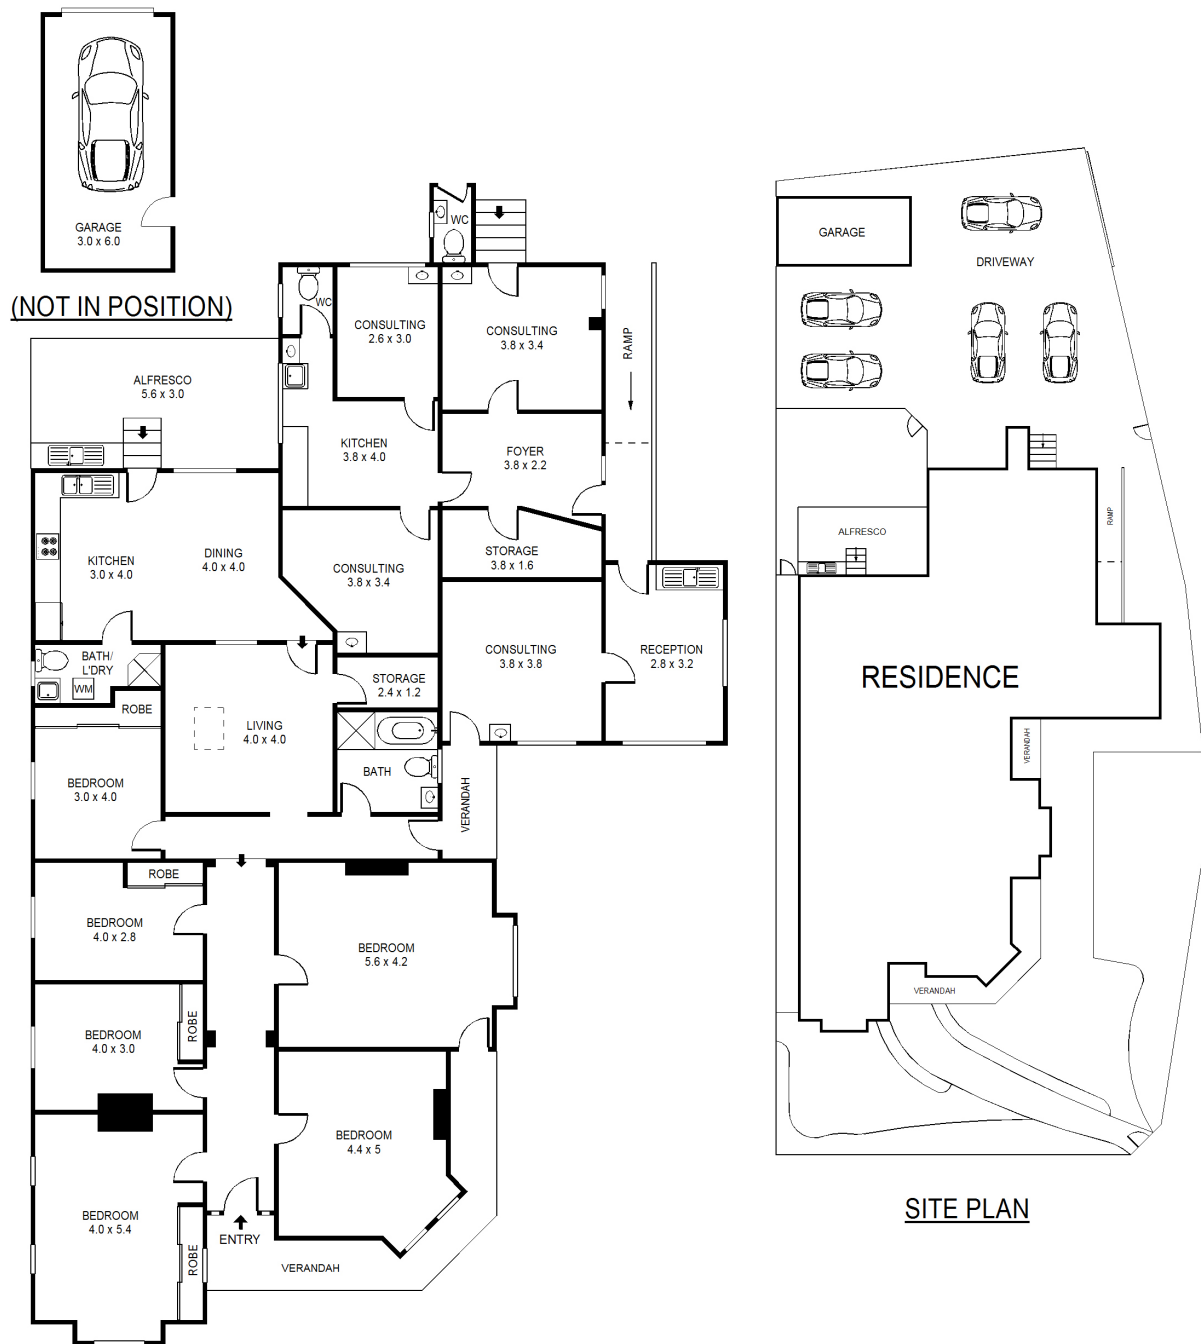 GARAGE
3.0 x 6.0
(NOT IN POSITION)
WC
WC
CONSULTING
2.6 x 3.0
CONSULTING
3.8 x 3.4
RAMP
ALFRESCO
5.6 x 3.0
KITCHEN
3.8 x 4.0
FOYER
3.8 x 2.2
KITCHEN
3.0 x 4.0
DINING
4.0 x 4.0
CONSULTING
3.8 x 3.4
STORAGE
3.8 x 1.6
BATH/
L'DRY
WM
ROBE
STORAGE
2.4 x 1.2
CONSULTING
3.8 x 3.8
RECEPTION
2.8 x 3.2
LIVING
4.0 x 4.0
BEDROOM
3.0 x 4.0
BATH
VERANDAH
ROBE
BEDROOM
4.0 x 2.8
BEDROOM
5.6 x 4.2
BEDROOM
4.0 x 3.0
ROBE
BEDROOM
4.4 x 5
BEDROOM
4.0 x 5.4
ROBE
ENTRY
VERANDAH
GARAGE
DRIVEWAY
ALFRESCO
RAMP
RESIDENCE
VERANDAH
VERANDAH
SITE PLAN